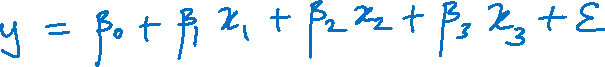 y = β₀ + β₁ x₁ + β₂ x₂ + β₃ x₃ + ε